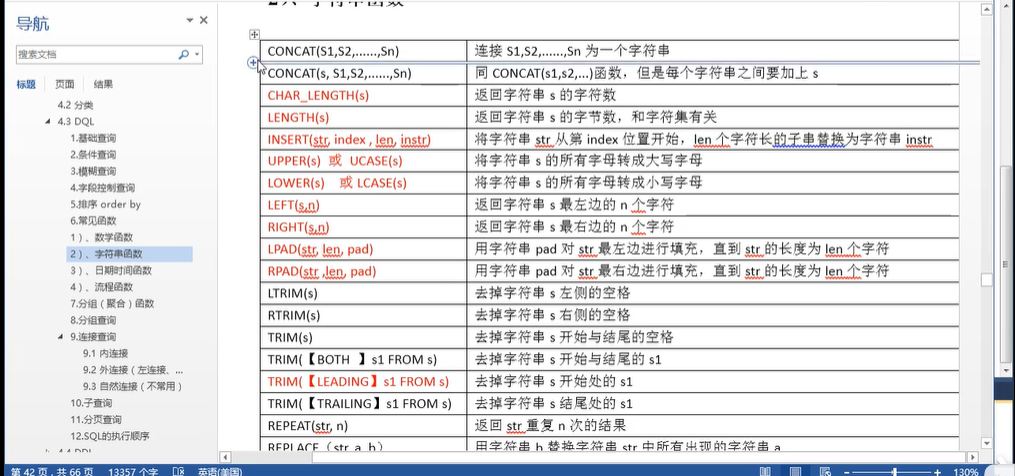 2）、字符串函数
导航
搜索文档
标题 页面 结果
4.2 分类
4.3 DQL
1.基础查询
2.条件查询
3.模糊查询
4.字段控制查询
5.排序 order by
6.常见函数
1）、数学函数
2）、字符串函数
3）、日期时间函数
4）、流程函数
7.分组（聚合）函数
8.分组查询
9.连接查询
9.1 内连接
9.2 外连接（左连接、...
9.3 自然连接（不常用）
10.子查询
11.分页查询
12.SQL的执行顺序
4.4 DDL
CONCAT(S1,S2,......,Sn) 连接 S1,S2,......,Sn 为一个字符串
CONCAT(s, S1,S2,......,Sn) 同 CONCAT(s1,s2,...)函数，但是每个字符串之间要加上 s
CHAR_LENGTH(s) 返回字符串 s 的字符数
LENGTH(s) 返回字符串 s 的字节数，和字符集有关
INSERT(str, index , len, instr) 将字符串 str 从第 index 位置开始，len 个字符长的子串替换为字符串 instr
UPPER(s) 或 UCASE(s) 将字符串 s 的所有字母转成大写字母
LOWER(s) 或 LCASE(s) 将字符串 s 的所有字母转成小写字母
LEFT(s,n) 返回字符串 s 最左边的 n 个字符
RIGHT(s,n) 返回字符串 s 最右边的 n 个字符
LPAD(str, len, pad) 用字符串 pad 对 str 最左边进行填充，直到 str 的长度为 len 个字符
RPAD(str ,len, pad) 用字符串 pad 对 str 最右边进行填充，直到 str 的长度为 len 个字符
LTRIM(s) 去掉字符串 s 左侧的空格
RTRIM(s) 去掉字符串 s 右侧的空格
TRIM(s) 去掉字符串 s 开始与结尾的空格
TRIM(【BOTH 】s1 FROM s) 去掉字符串 s 开始与结尾的 s1
TRIM(【LEADING】s1 FROM s) 去掉字符串 s 开始处的 s1
TRIM(【TRAILING】s1 FROM s) 去掉字符串 s 结尾处的 s1
REPEAT(str, n) 返回 str 重复 n 次的结果
REPLACE（str, a, b） 用字符串 b 替换字符串 str 中所有出现的字符串 a
第 42 页，共 66 页 13357 个字 英语(美国) 130%